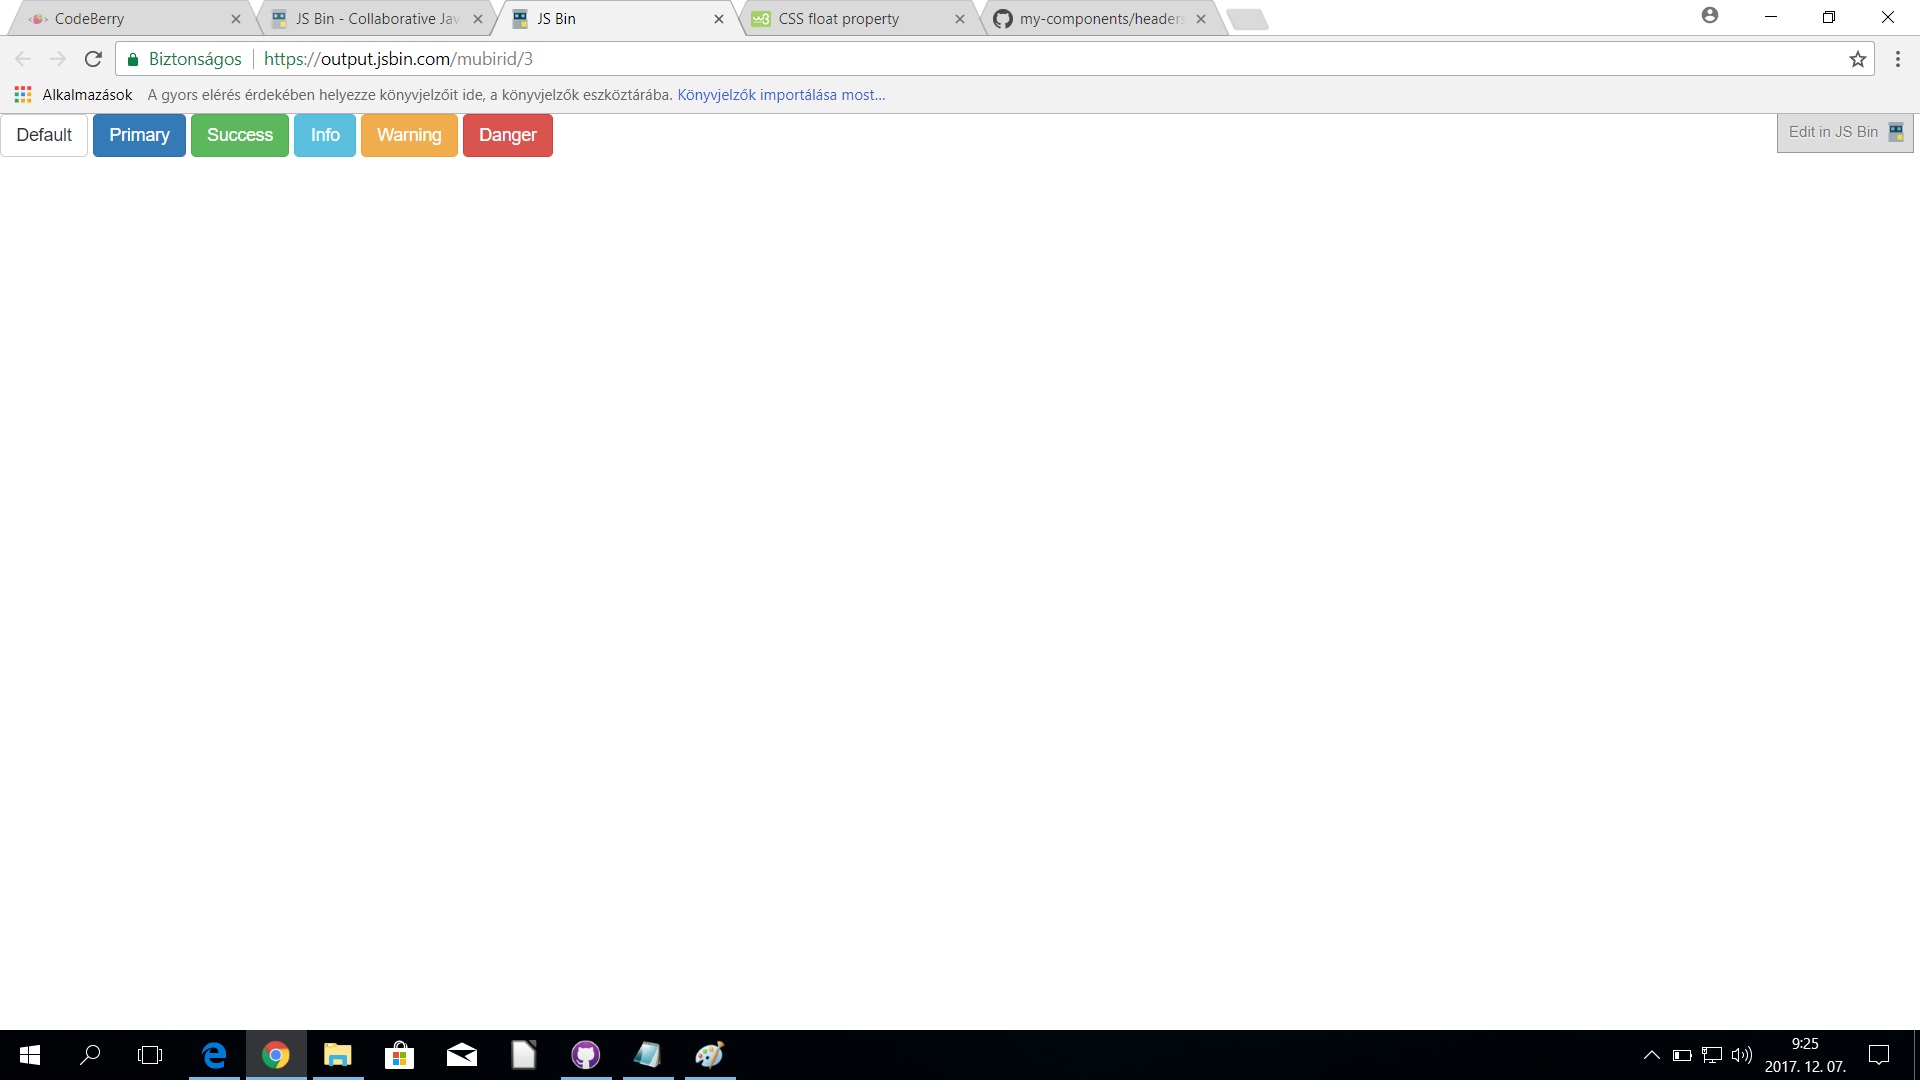 CodeBerry
JS Bin - Collaborative Jav
JS Bin
CSS float property
my-components/headers
Biztonságos
https://output.jsbin.com/mubirid/3
Alkalmazások
A gyors elérés érdekében helyezze könyvjelzőit ide, a könyvjelzők eszköztárába. Könyvjelzők importálása most...
Default
Primary
Success
Info
Warning
Danger
Edit in JS Bin
9:25
2017. 12. 07.